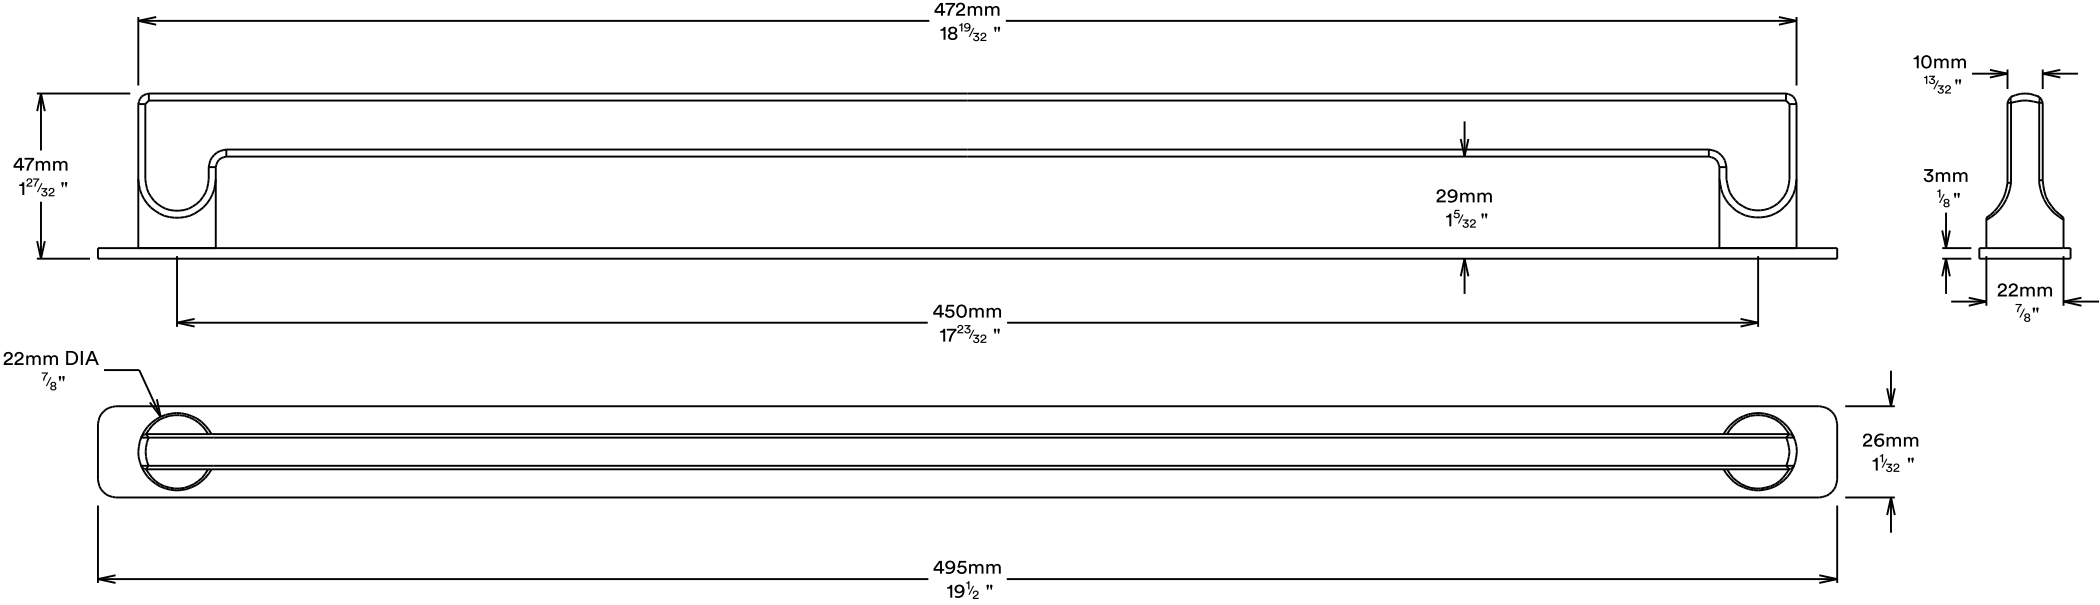 472mm
18 19/32 "
10mm
13/32 "
47mm
1 27/32 "
3mm
1/8"
29mm
1 5/32 "
22mm
7/8"
450mm
17 23/32 "
22mm DIA
7/8"
26mm
1 1/32 "
495mm
19 1/2 "